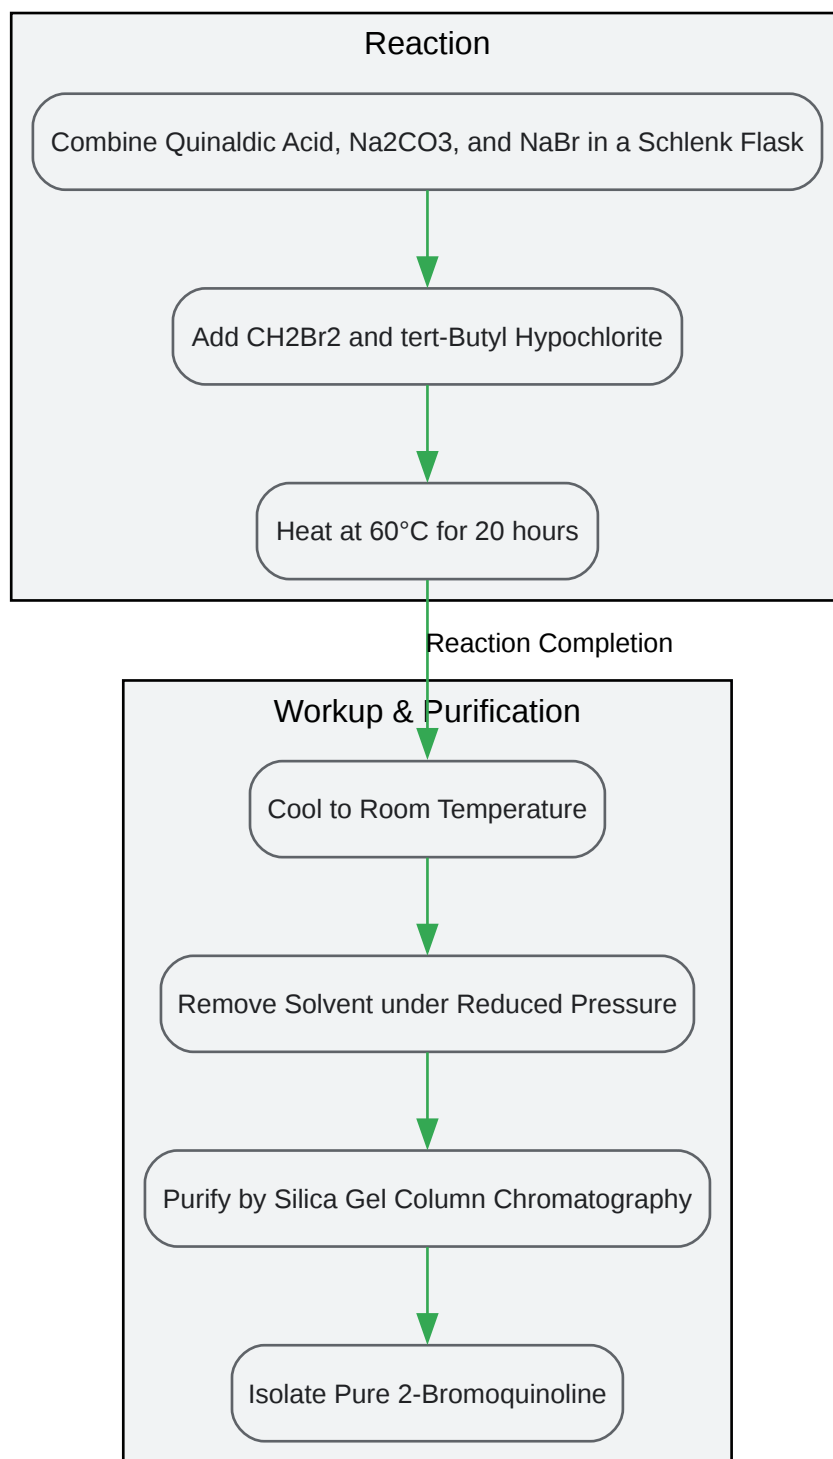 Reaction
Combine Quinaldic Acid, Na2CO3, and NaBr in a Schlenk Flask
Add CH2Br2 and tert-Butyl Hypochlorite
Heat at 60°C for 20 hours
Reaction Completion
Workup & Purification
Cool to Room Temperature
Remove Solvent under Reduced Pressure
Purify by Silica Gel Column Chromatography
Isolate Pure 2-Bromoquinoline